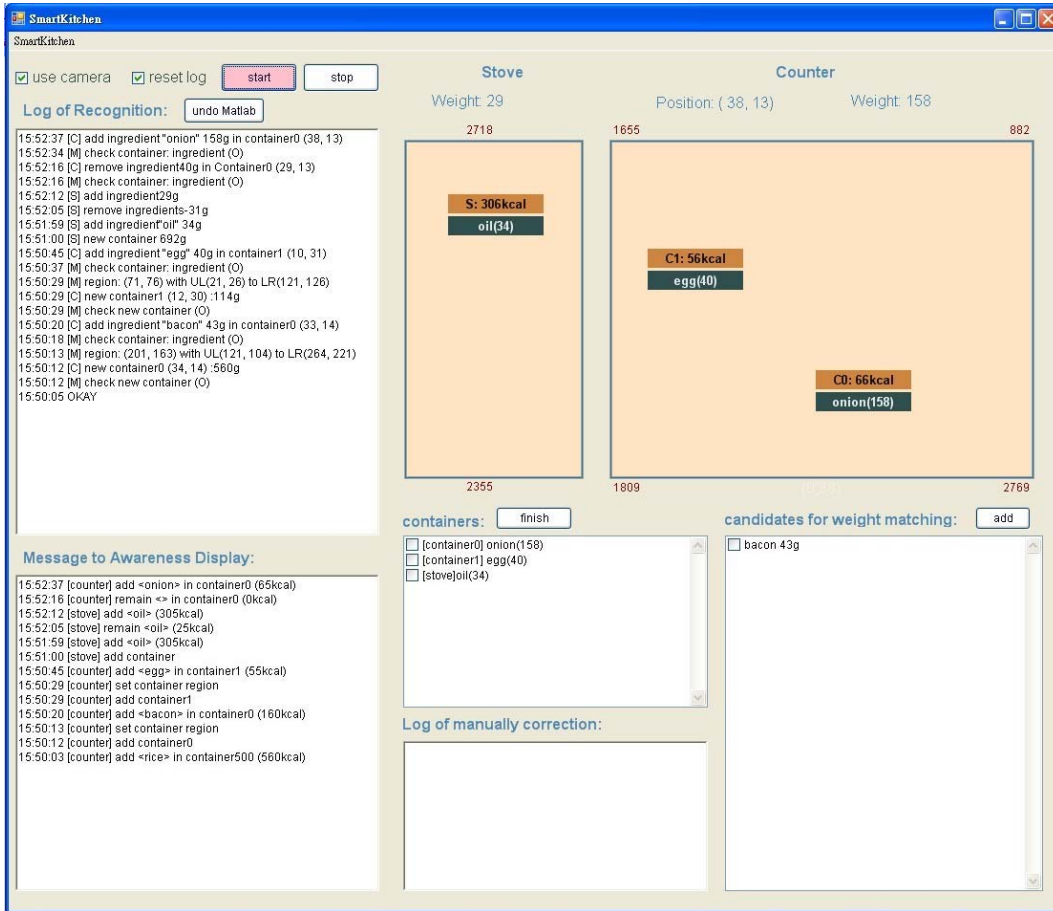 SmartKitchen
SmartKitchen
use camera
reset log
start
stop
Log of Recognition:
undo Matlab
15:52:37 [C] add ingredient"onion" 158g in container0 (38, 13)
15:52:34 [M] check container: ingredient (O)
15:52:16 [C] remove ingredient40g in Container0 (29, 13)
15:52:16 [M] check container: ingredient (O)
15:52:12 [S] add ingredient29g
15:52:05 [S] remove ingredients-31g
15:51:59 [S] add ingredient"oil" 34g
15:51:00 [S] new container 692g
15:50:45 [C] add ingredient "egg" 40g in container1 (10, 31)
15:50:37 [M] check container: ingredient (O)
15:50:29 [M] region: (71, 76) with UL(21, 26) to LR(121, 126)
15:50:29 [C] new container1 (12, 30) :114g
15:50:29 [M] check new container (O)
15:50:20 [C] add ingredient "bacon" 43g in container0 (33, 14)
15:50:18 [M] check container: ingredient (O)
15:50:13 [M] region: (201, 163) with UL(121, 104) to LR(264, 221)
15:50:12 [C] new container0 (34, 14) :560g
15:50:12 [M] check new container (O)
15:50:05 OKAY
Message to Awareness Display:
15:52:37 [counter] add <onion> in container0 (65kcal)
15:52:16 [counter] remain <> in container0 (0kcal)
15:52:12 [stove] add <oil> (305kcal)
15:52:05 [stove] remain <oil> (25kcal)
15:51:59 [stove] add <oil> (305kcal)
15:51:00 [stove] add container
15:50:45 [counter] add <egg> in container1 (55kcal)
15:50:29 [counter] set container region
15:50:29 [counter] add container1
15:50:20 [counter] add <bacon> in container0 (160kcal)
15:50:13 [counter] set container region
15:50:12 [counter] add container0
15:50:03 [counter] add <rice> in container500 (560kcal)
Stove
Weight: 29
2718
S: 306kcal
oil(34)
2355
Counter
Position: ( 38, 13)
Weight: 158
1655
882
C1: 56kcal
egg(40)
C0: 66kcal
onion(158)
1809
2769
containers:
finish
[container0] onion(158)
[container1] egg(40)
[stove]oil(34)
candidates for weight matching:
add
bacon 43g
Log of manually correction: